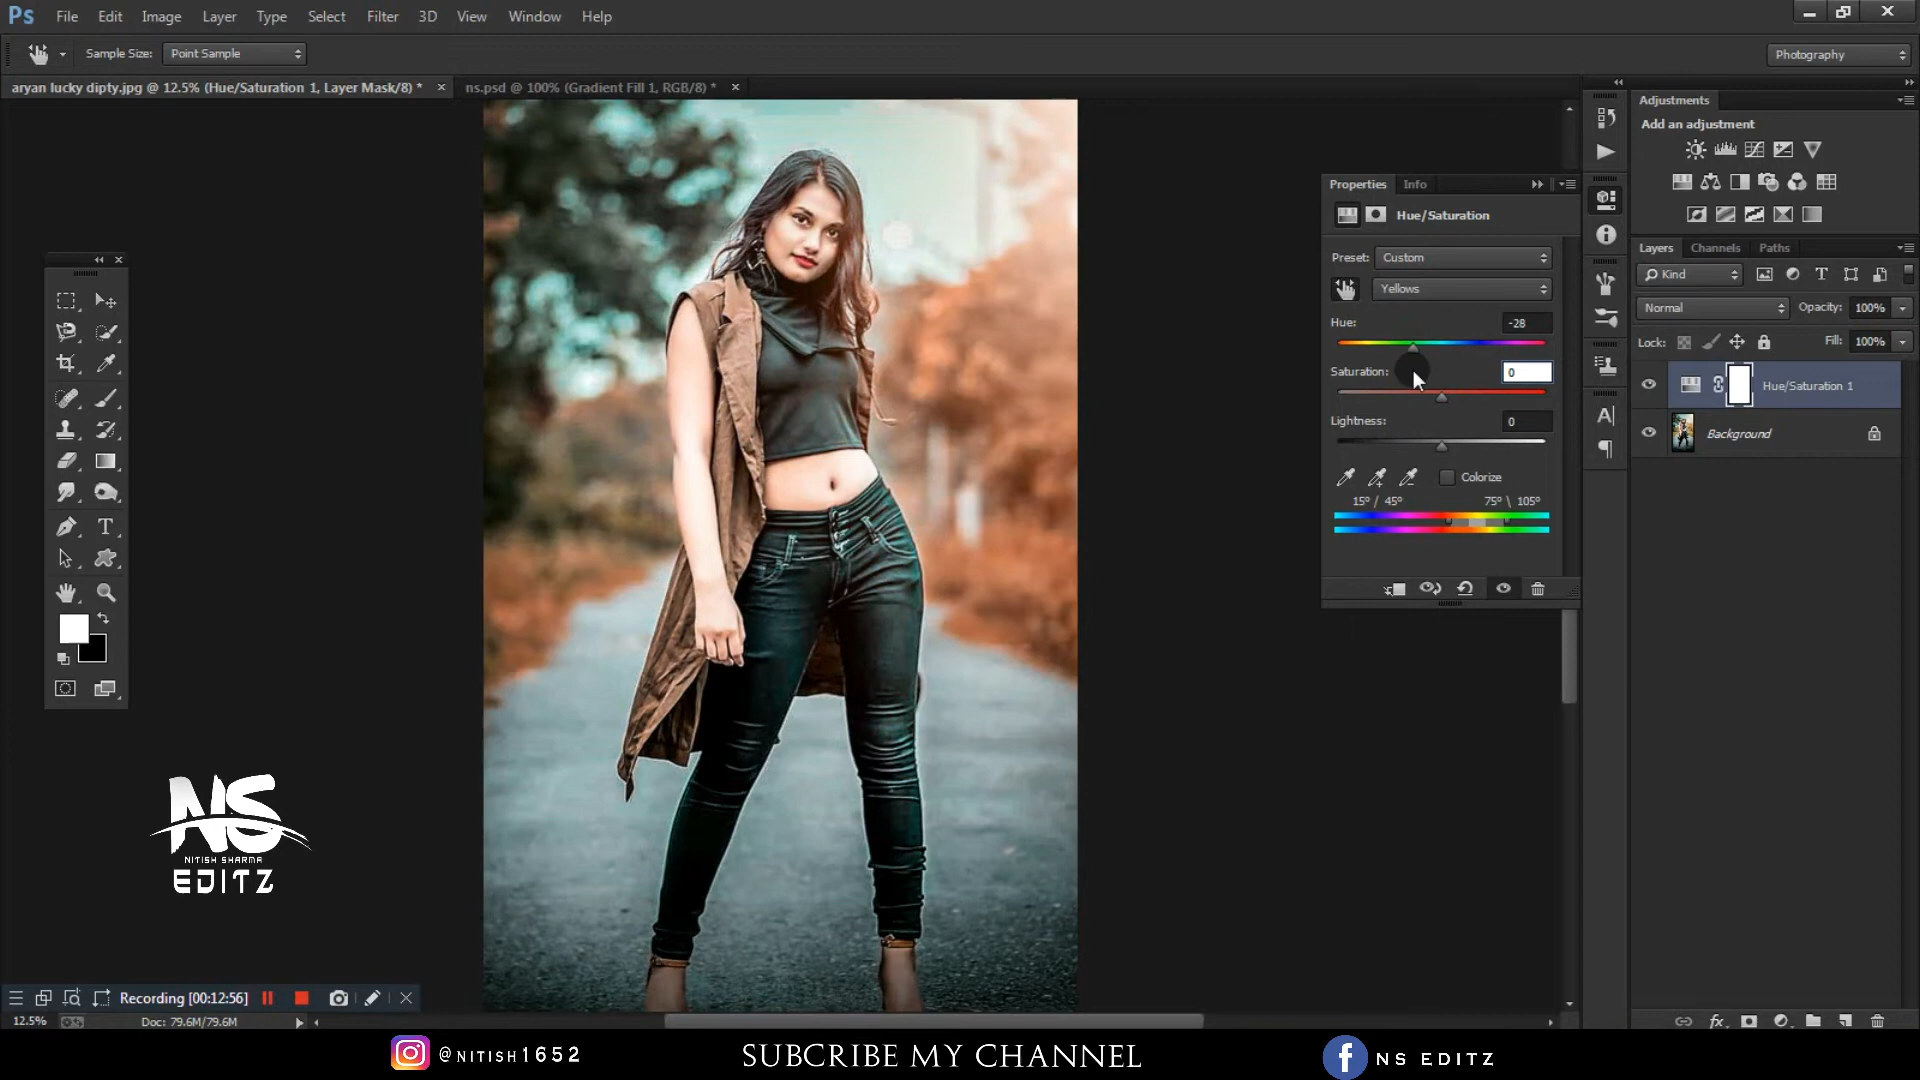 Ps File Edit Image Layer Type Select Filter 3D View Window Help
Sample Size: Point Sample
Photography
aryan lucky dipty.jpg @ 12.5% (Hue/Saturation 1, Layer Mask/8) *
ns.psd @ 100% (Gradient Fill 1, RGB/8) *
Adjustments
Add an adjustment
Properties Info
Hue/Saturation
Preset: Custom
Yellows
Hue: -28
Saturation: 0
Lightness: 0
Colorize
15º / 45º 75º \ 105º
Layers Channels Paths
Kind
Normal Opacity: 100%
Lock: Fill: 100%
Hue/Saturation 1
Background
NS
NITISH SHARMA
EDITZ
Recording [00:12:56]
12.5% Doc: 79.6M/79.6M
@NITISH1652
SUBCRIBE MY CHANNEL
NS EDITZ